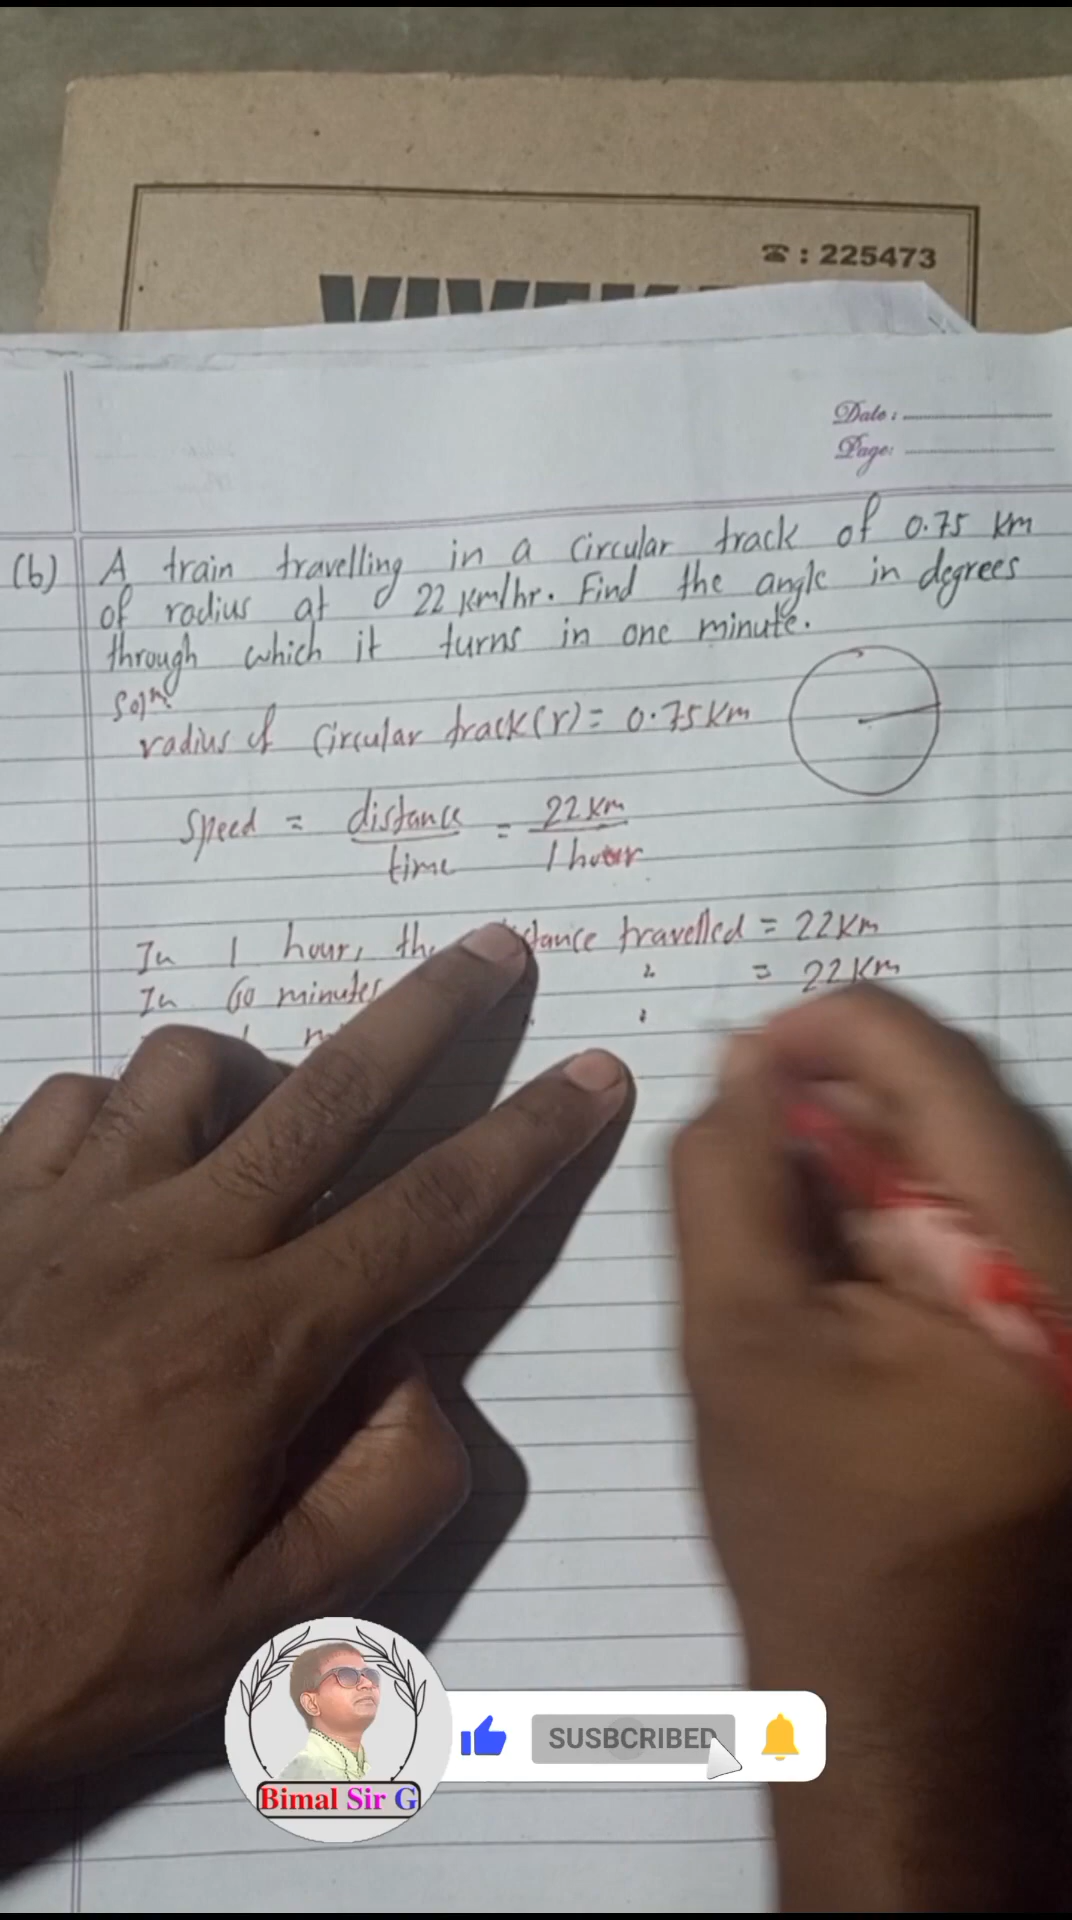 ☎ : 225473
Date :
Page:
(b) A train travelling in a circular track of 0.75 km
of radius at 22 km/hr. Find the angle in degrees
through which it turns in one minute.
Soln
radius of Circular track(r) = 0.75 km
Speed = distance/time = 22 km/1 hour
In 1 hour, the distance travelled = 22 km
In 60 minutes " = 22 km
SUSBCRIBED
Bimal Sir G